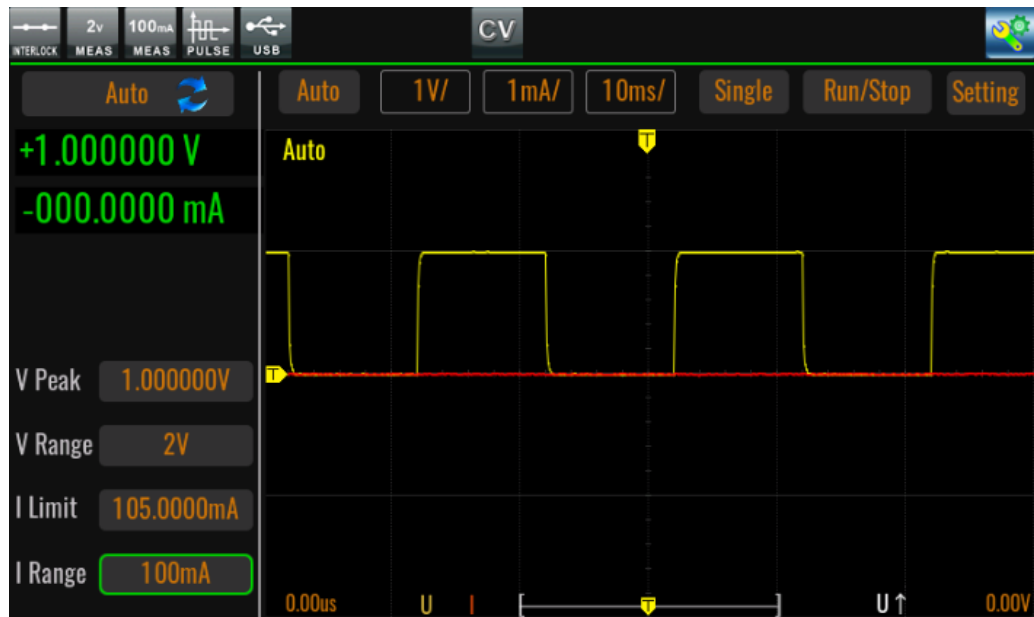 2V 100mA
INTERLOCK MEAS MEAS PULSE USB CV
Auto Auto 1V/ 1mA/ 10ms/ Single Run/Stop Setting
+1.000000 V
-000.0000 mA
Auto
T
T
V Peak 1.000000V
V Range 2V
I Limit 105.0000mA
I Range 100mA
0.00us U I [ T ] U↑ 0.00V